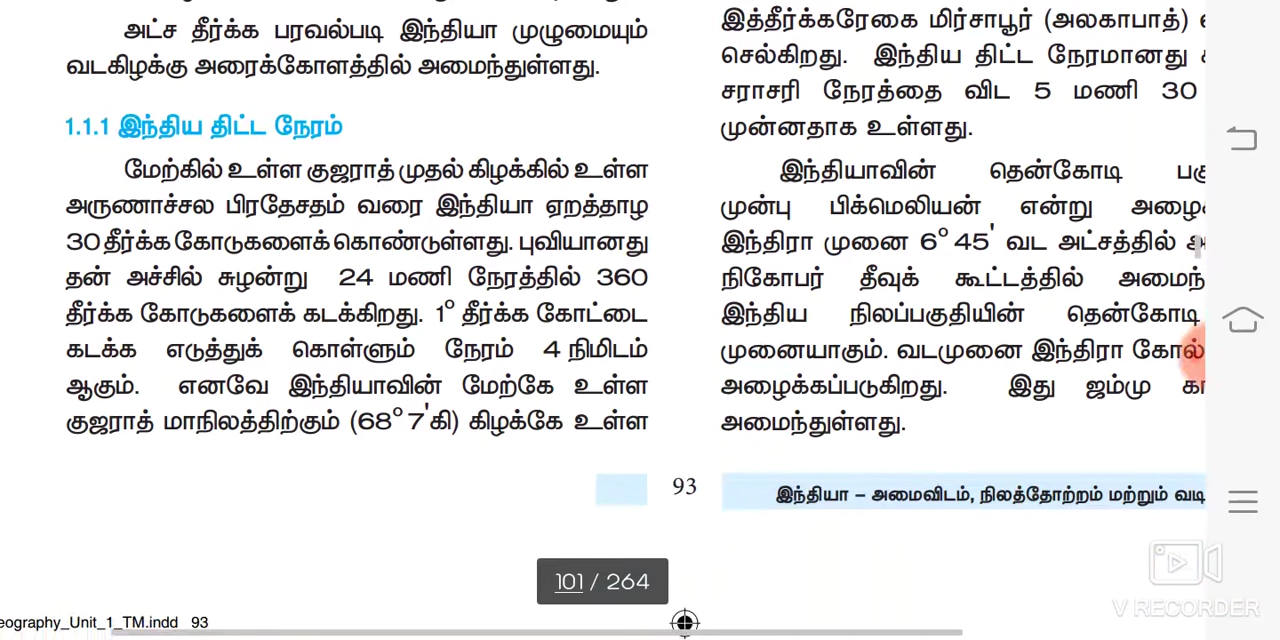 அட்ச தீர்க்க பரவல்படி இந்தியா முழுமையும்
வடகிழக்கு அரைக்கோளத்தில் அமைந்துள்ளது.
1.1.1 இந்திய திட்ட நேரம்
மேற்கில் உள்ள குஜராத் முதல் கிழக்கில் உள்ள
அருணாச்சல பிரதேசதம் வரை இந்தியா ஏறத்தாழ
30 தீர்க்க கோடுகளைக் கொண்டுள்ளது. புவியானது
தன் அச்சில் சுழன்று 24 மணி நேரத்தில் 360
தீர்க்க கோடுகளைக் கடக்கிறது. 1° தீர்க்க கோட்டை
கடக்க எடுத்துக் கொள்ளும் நேரம் 4 நிமிடம்
ஆகும். எனவே இந்தியாவின் மேற்கே உள்ள
குஜராத் மாநிலத்திற்கும் (68° 7'கி) கிழக்கே உள்ள
இத்தீர்க்கரேகை மிர்சாபூர் (அலகாபாத்)
செல்கிறது. இந்திய திட்ட நேரமானது
சராசரி நேரத்தை விட 5 மணி 30
முன்னதாக உள்ளது.
இந்தியாவின் தென்கோடி
முன்பு பிக்மெலியன் என்று
இந்திரா முனை 6° 45' வட அட்சத்தில்
நிகோபர் தீவுக் கூட்டத்தில்
இந்திய நிலப்பகுதியின் தென்கோடி
முனையாகும். வடமுனை இந்திரா கோல்
அழைக்கப்படுகிறது. இது ஜம்மு
அமைந்துள்ளது.
93
இந்தியா – அமைவிடம், நிலத்தோற்றம் மற்றும்
101 / 264
eography_Unit_1_TM.indd 93
V RECORDER